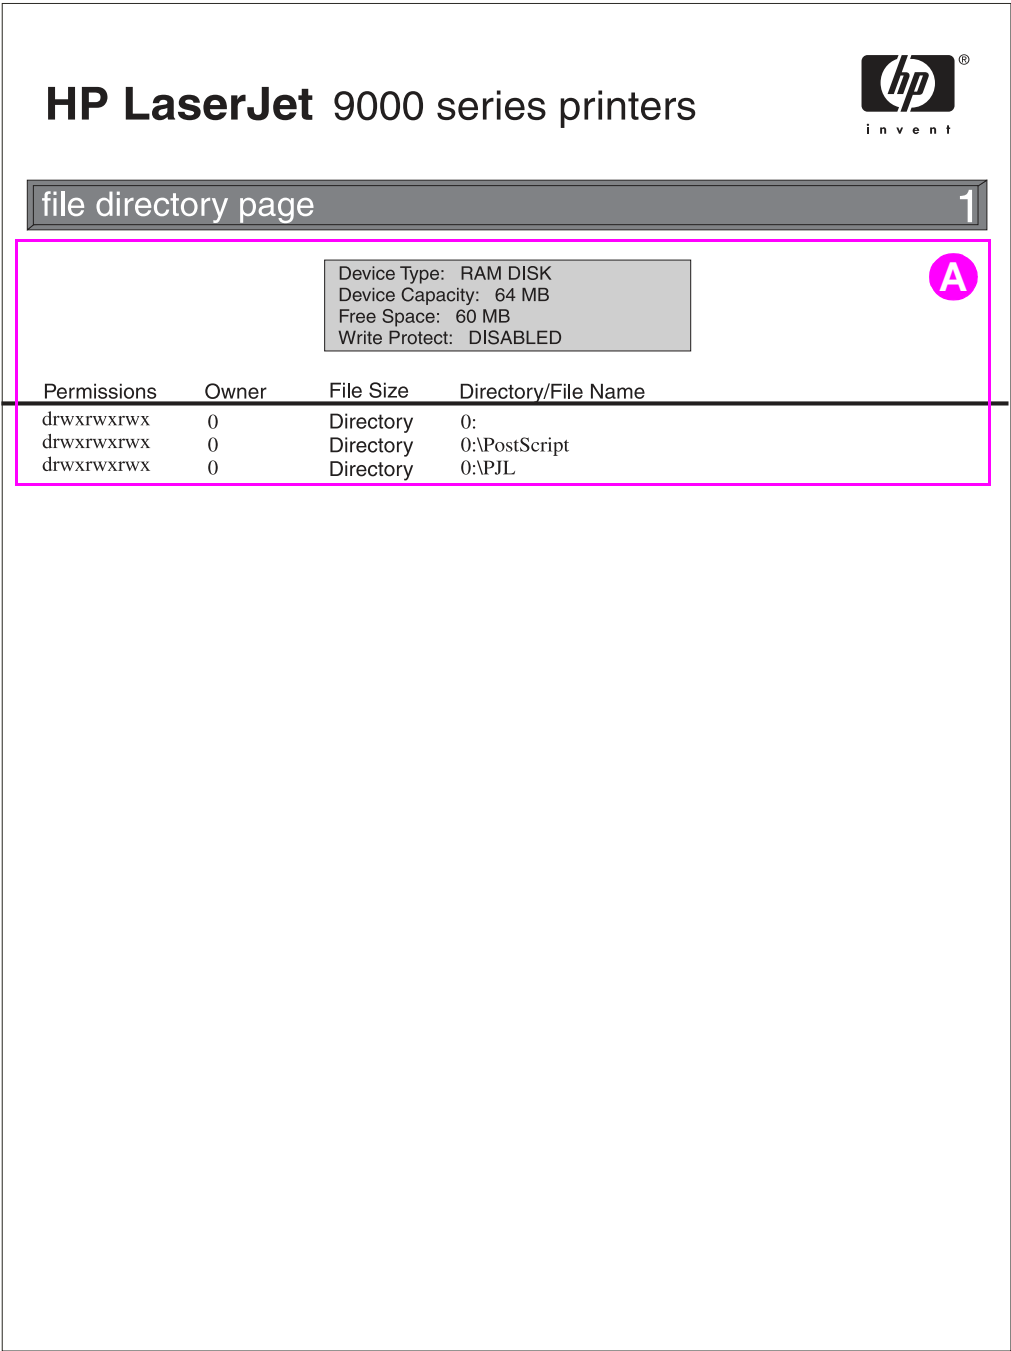 HP LaserJet 9000 series printers
hp®
invent
file directory page 1
A
Device Type: RAM DISK
Device Capacity: 64 MB
Free Space: 60 MB
Write Protect: DISABLED
Permissions Owner File Size Directory/File Name
drwxrwxrwx 0 Directory 0:
drwxrwxrwx 0 Directory 0:\PostScript
drwxrwxrwx 0 Directory 0:\PJL